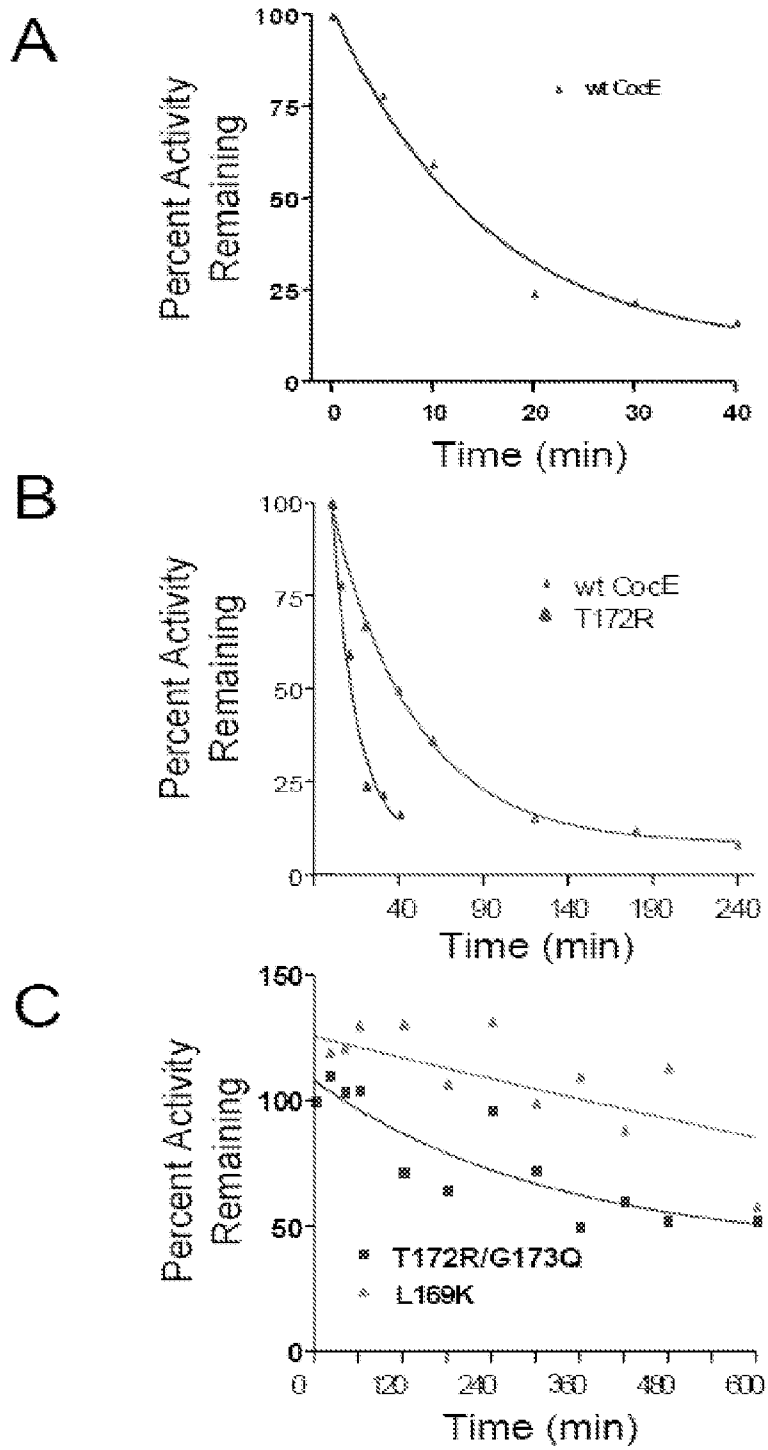 A
Percent Activity
Remaining
100
75
50
25
0
wt CocE
0 10 20 30 40
Time (min)
B
Percent Activity
Remaining
100
75
50
25
0
wt CocE
T172R
40 90 140 190 240
Time (min)
C
Percent Activity
Remaining
150
100
50
0
T172R/G173Q
L169K
0 120 240 360 480 600
Time (min)